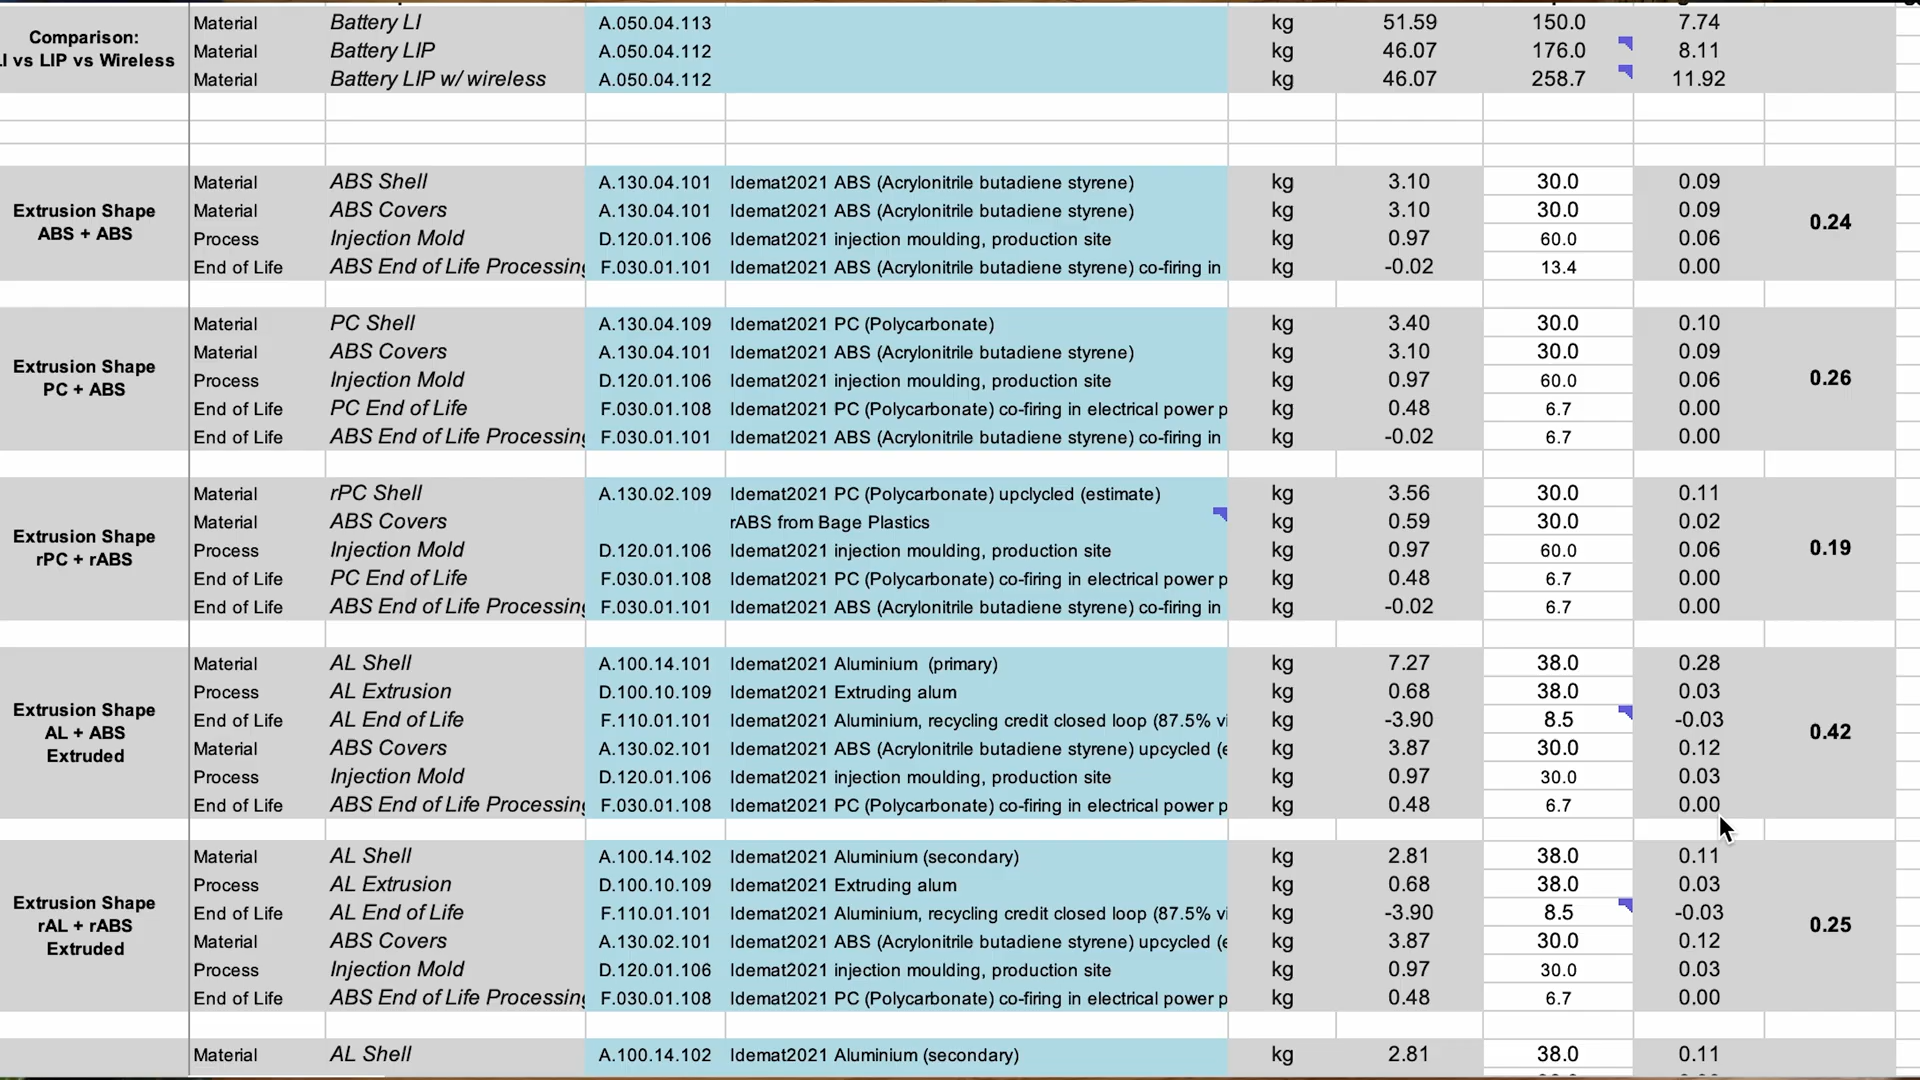 Comparison:
LI vs LIP vs Wireless
Material Battery LI A.050.04.113 kg 51.59 150.0 7.74
Material Battery LIP A.050.04.112 kg 46.07 176.0 8.11
Material Battery LIP w/ wireless A.050.04.112 kg 46.07 258.7 11.92
Extrusion Shape
ABS + ABS
Material ABS Shell A.130.04.101 Idemat2021 ABS (Acrylonitrile butadiene styrene) kg 3.10 30.0 0.09
Material ABS Covers A.130.04.101 Idemat2021 ABS (Acrylonitrile butadiene styrene) kg 3.10 30.0 0.09
Process Injection Mold D.120.01.106 Idemat2021 injection moulding, production site kg 0.97 60.0 0.06
End of Life ABS End of Life Processing F.030.01.101 Idemat2021 ABS (Acrylonitrile butadiene styrene) co-firing in kg -0.02 13.4 0.00
0.24
Extrusion Shape
PC + ABS
Material PC Shell A.130.04.109 Idemat2021 PC (Polycarbonate) kg 3.40 30.0 0.10
Material ABS Covers A.130.04.101 Idemat2021 ABS (Acrylonitrile butadiene styrene) kg 3.10 30.0 0.09
Process Injection Mold D.120.01.106 Idemat2021 injection moulding, production site kg 0.97 60.0 0.06
End of Life PC End of Life F.030.01.108 Idemat2021 PC (Polycarbonate) co-firing in electrical power p kg 0.48 6.7 0.00
End of Life ABS End of Life Processing F.030.01.101 Idemat2021 ABS (Acrylonitrile butadiene styrene) co-firing in kg -0.02 6.7 0.00
0.26
Extrusion Shape
rPC + rABS
Material rPC Shell A.130.02.109 Idemat2021 PC (Polycarbonate) upclycled (estimate) kg 3.56 30.0 0.11
Material ABS Covers rABS from Bage Plastics kg 0.59 30.0 0.02
Process Injection Mold D.120.01.106 Idemat2021 injection moulding, production site kg 0.97 60.0 0.06
End of Life PC End of Life F.030.01.108 Idemat2021 PC (Polycarbonate) co-firing in electrical power p kg 0.48 6.7 0.00
End of Life ABS End of Life Processing F.030.01.101 Idemat2021 ABS (Acrylonitrile butadiene styrene) co-firing in kg -0.02 6.7 0.00
0.19
Extrusion Shape
AL + ABS
Extruded
Material AL Shell A.100.14.101 Idemat2021 Aluminium (primary) kg 7.27 38.0 0.28
Process AL Extrusion D.100.10.109 Idemat2021 Extruding alum kg 0.68 38.0 0.03
End of Life AL End of Life F.110.01.101 Idemat2021 Aluminium, recycling credit closed loop (87.5% vi kg -3.90 8.5 -0.03
Material ABS Covers A.130.02.101 Idemat2021 ABS (Acrylonitrile butadiene styrene) upcycled (e kg 3.87 30.0 0.12
Process Injection Mold D.120.01.106 Idemat2021 injection moulding, production site kg 0.97 30.0 0.03
End of Life ABS End of Life Processing F.030.01.108 Idemat2021 PC (Polycarbonate) co-firing in electrical power p kg 0.48 6.7 0.00
0.42
Extrusion Shape
rAL + rABS
Extruded
Material AL Shell A.100.14.102 Idemat2021 Aluminium (secondary) kg 2.81 38.0 0.11
Process AL Extrusion D.100.10.109 Idemat2021 Extruding alum kg 0.68 38.0 0.03
End of Life AL End of Life F.110.01.101 Idemat2021 Aluminium, recycling credit closed loop (87.5% vi kg -3.90 8.5 -0.03
Material ABS Covers A.130.02.101 Idemat2021 ABS (Acrylonitrile butadiene styrene) upcycled (e kg 3.87 30.0 0.12
Process Injection Mold D.120.01.106 Idemat2021 injection moulding, production site kg 0.97 30.0 0.03
End of Life ABS End of Life Processing F.030.01.108 Idemat2021 PC (Polycarbonate) co-firing in electrical power p kg 0.48 6.7 0.00
0.25
Material AL Shell A.100.14.102 Idemat2021 Aluminium (secondary) kg 2.81 38.0 0.11